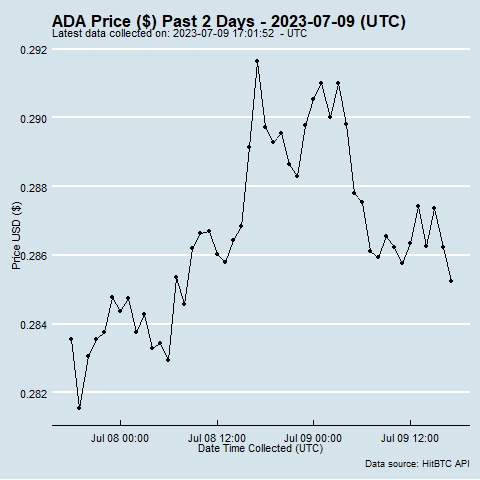 ADA Price ($) Past 2 Days - 2023-07-09 (UTC)
Latest data collected on: 2023-07-09 17:01:52 - UTC
0.292
0.290
0.288
0.286
0.284
0.282
Price USD ($)
Jul 08 00:00 Jul 08 12:00 Jul 09 00:00 Jul 09 12:00
Date Time Collected (UTC)
Data source: HitBTC API